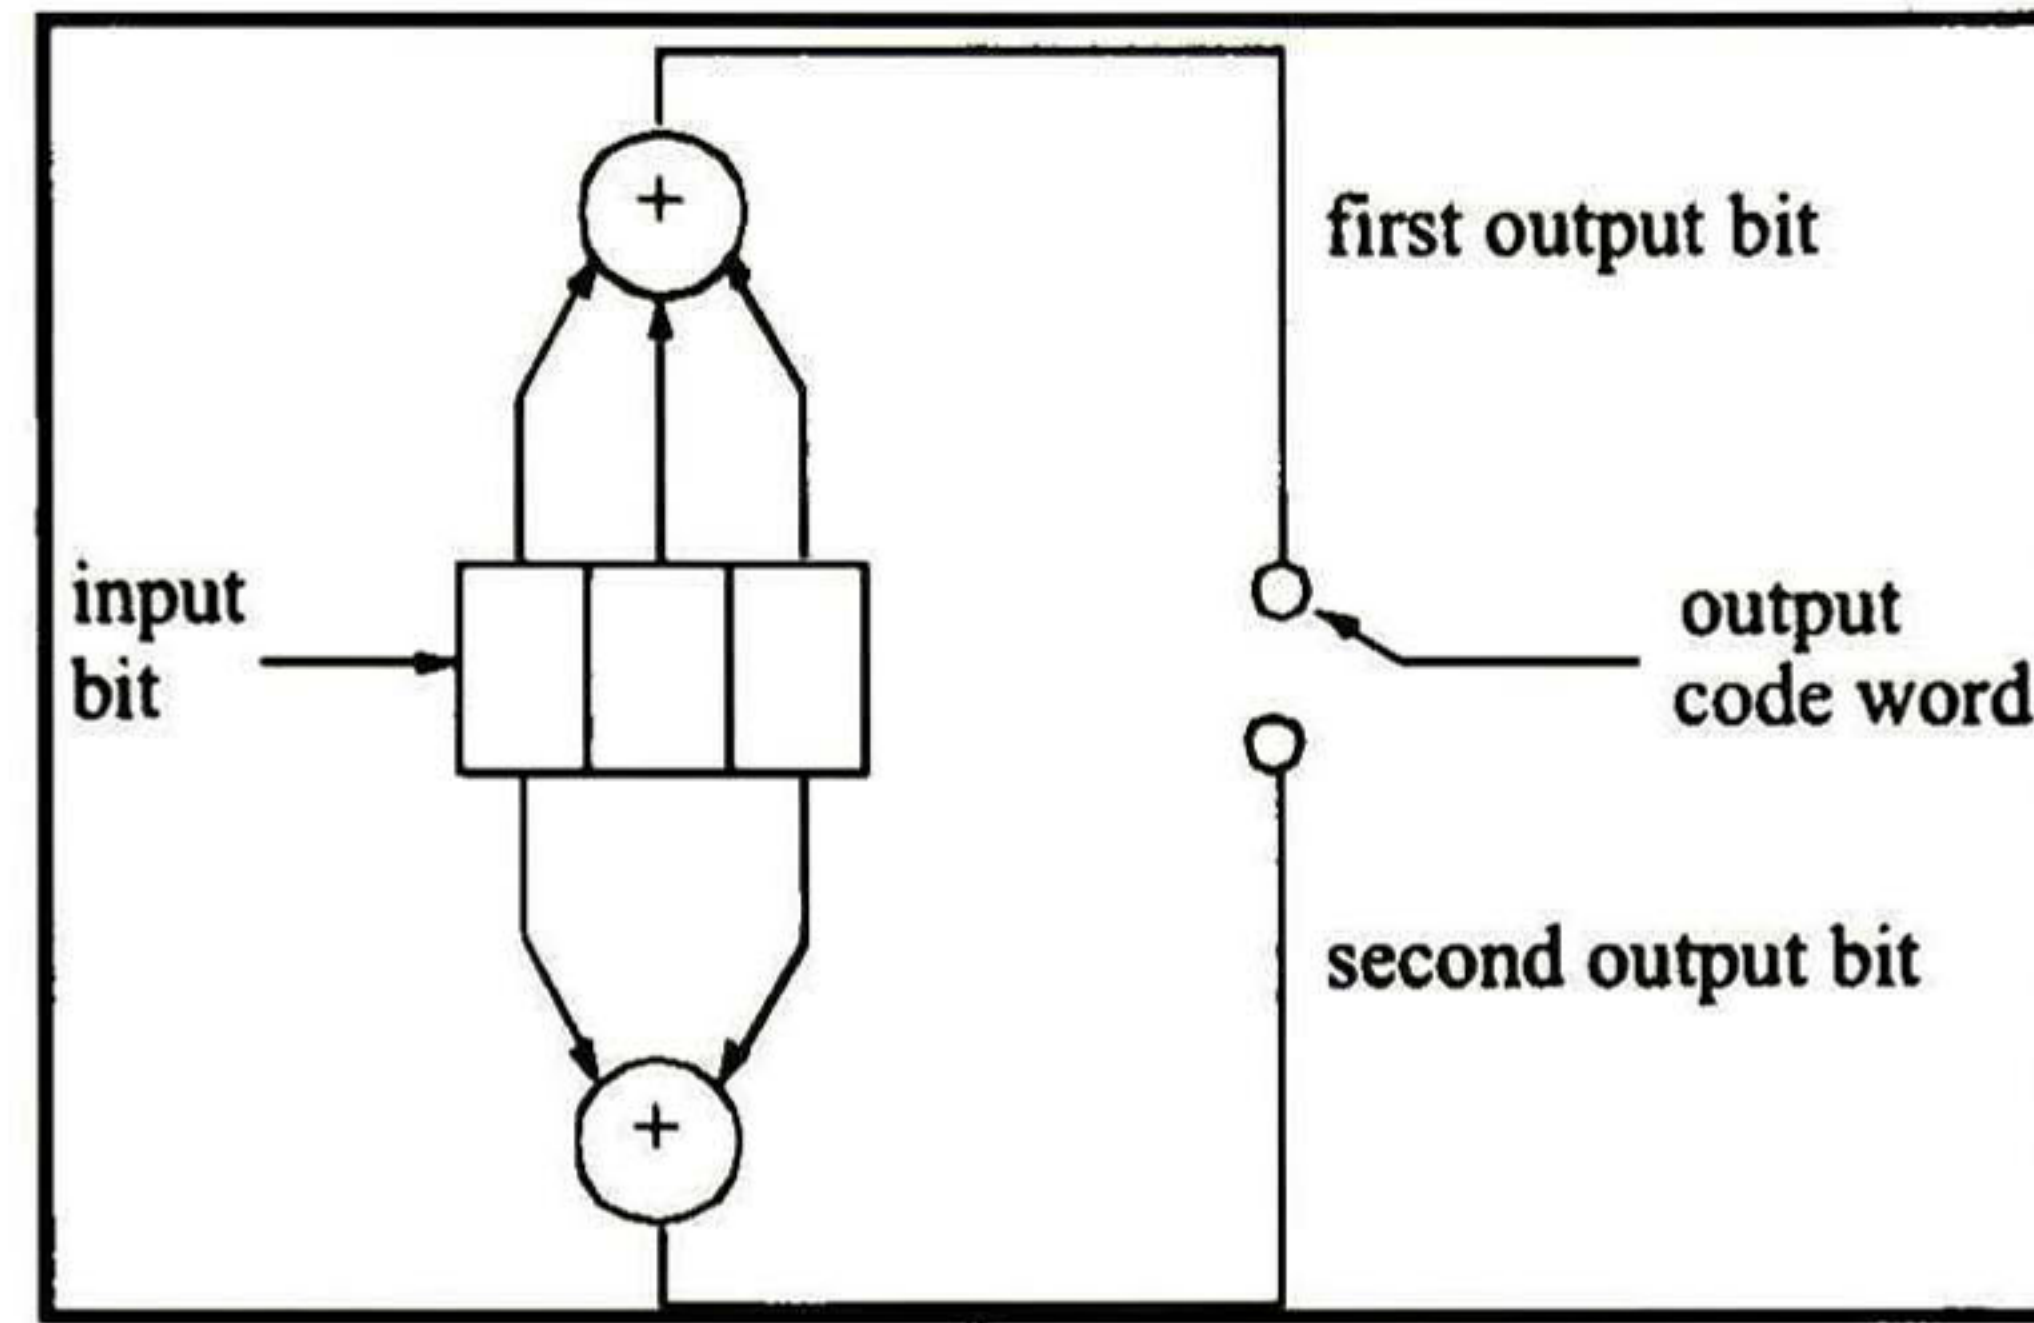 +
first output bit
input
bit
output
code word
second output bit
+